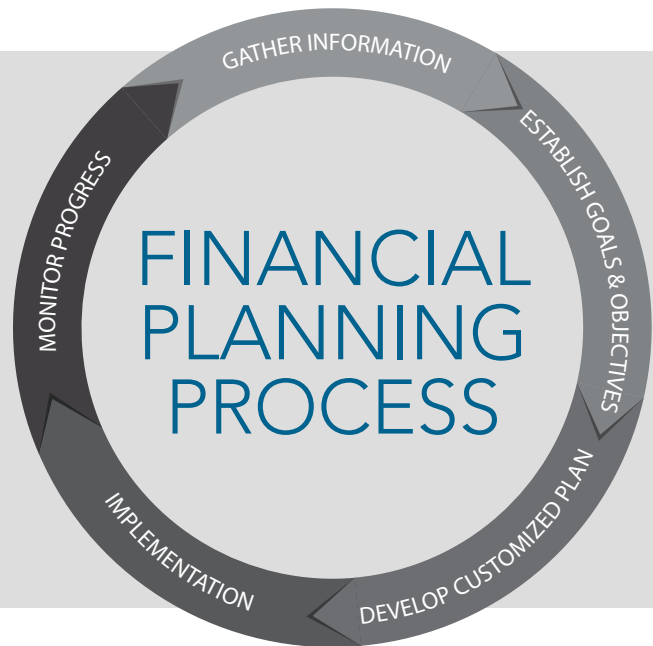 FINANCIAL
PLANNING
PROCESS
GATHER INFORMATION
ESTABLISH GOALS & OBJECTIVES
DEVELOP CUSTOMIZED PLAN
IMPLEMENTATION
MONITOR PROGRESS